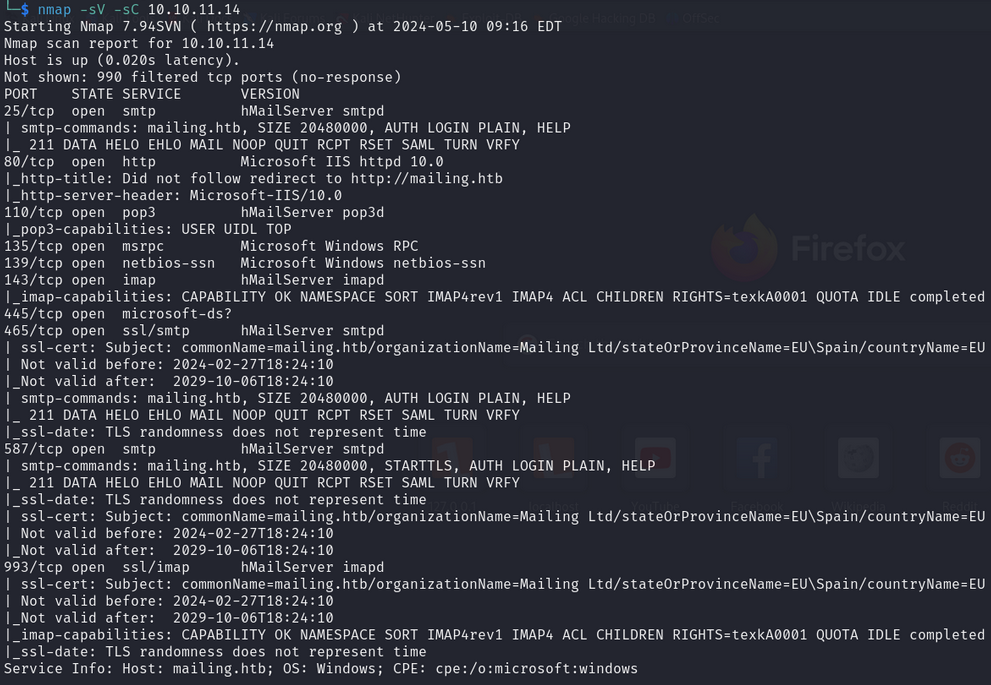 └─$ nmap -sV -sC 10.10.11.14
Starting Nmap 7.94SVN ( https://nmap.org ) at 2024-05-10 09:16 EDT
Nmap scan report for 10.10.11.14
Host is up (0.020s latency).
Not shown: 990 filtered tcp ports (no-response)
PORT    STATE SERVICE       VERSION
25/tcp  open  smtp          hMailServer smtpd
| smtp-commands: mailing.htb, SIZE 20480000, AUTH LOGIN PLAIN, HELP
|_ 211 DATA HELO EHLO MAIL NOOP QUIT RCPT RSET SAML TURN VRFY
80/tcp  open  http          Microsoft IIS httpd 10.0
|_http-title: Did not follow redirect to http://mailing.htb
|_http-server-header: Microsoft-IIS/10.0
110/tcp open  pop3          hMailServer pop3d
|_pop3-capabilities: USER UIDL TOP
135/tcp open  msrpc         Microsoft Windows RPC
139/tcp open  netbios-ssn   Microsoft Windows netbios-ssn
143/tcp open  imap          hMailServer imapd
|_imap-capabilities: CAPABILITY OK NAMESPACE SORT IMAP4rev1 IMAP4 ACL CHILDREN RIGHTS=texkA0001 QUOTA IDLE completed
445/tcp open  microsoft-ds?
465/tcp open  ssl/smtp      hMailServer smtpd
| ssl-cert: Subject: commonName=mailing.htb/organizationName=Mailing Ltd/stateOrProvinceName=EU\Spain/countryName=EU
| Not valid before: 2024-02-27T18:24:10
|_Not valid after:  2029-10-06T18:24:10
| smtp-commands: mailing.htb, SIZE 20480000, AUTH LOGIN PLAIN, HELP
|_ 211 DATA HELO EHLO MAIL NOOP QUIT RCPT RSET SAML TURN VRFY
|_ssl-date: TLS randomness does not represent time
587/tcp open  smtp          hMailServer smtpd
| smtp-commands: mailing.htb, SIZE 20480000, STARTTLS, AUTH LOGIN PLAIN, HELP
|_ 211 DATA HELO EHLO MAIL NOOP QUIT RCPT RSET SAML TURN VRFY
|_ssl-date: TLS randomness does not represent time
| ssl-cert: Subject: commonName=mailing.htb/organizationName=Mailing Ltd/stateOrProvinceName=EU\Spain/countryName=EU
| Not valid before: 2024-02-27T18:24:10
|_Not valid after:  2029-10-06T18:24:10
993/tcp open  ssl/imap      hMailServer imapd
| ssl-cert: Subject: commonName=mailing.htb/organizationName=Mailing Ltd/stateOrProvinceName=EU\Spain/countryName=EU
| Not valid before: 2024-02-27T18:24:10
|_Not valid after:  2029-10-06T18:24:10
|_imap-capabilities: CAPABILITY OK NAMESPACE SORT IMAP4rev1 IMAP4 ACL CHILDREN RIGHTS=texkA0001 QUOTA IDLE completed
|_ssl-date: TLS randomness does not represent time
Service Info: Host: mailing.htb; OS: Windows; CPE: cpe:/o:microsoft:windows
Firefox
OffSec